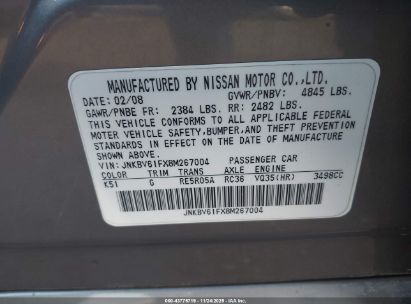 MANUFACTURED BY NISSAN MOTOR CO.,LTD.
DATE: 02/08 GVWR/PNBV: 4845 LBS.
GAWR/PNBE FR: 2384 LBS. RR: 2482 LBS.
THIS VEHICLE CONFORMS TO ALL APPLICABLE FEDERAL
MOTOR VEHICLE SAFETY, BUMPER, AND THEFT PREVENTION
STANDARDS IN EFFECT ON THE DATE OF MANUFACTURE
SHOWN ABOVE.
VIN: JNKBV61FX8M267004 PASSENGER CAR
COLOR TRIM TRANS AXLE ENGINE
K51 G RE5R05A RC36 VQ35(HR) 3498CC
JNKBV61FX8M267004